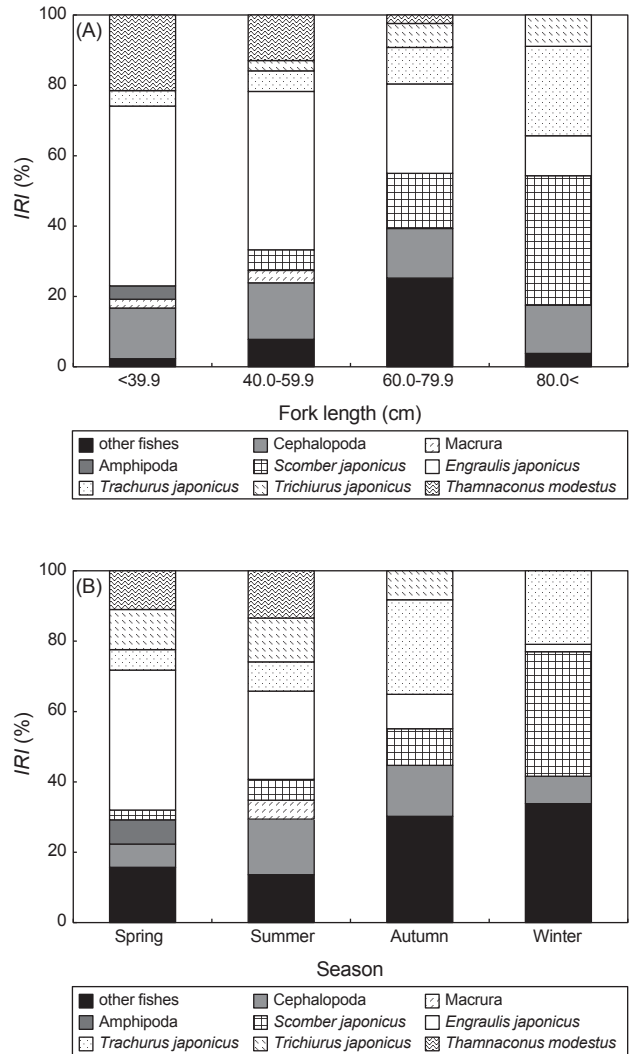 (A)
100
80
60
40
20
0
IRI (%)
<39.9 40.0-59.9 60.0-79.9 80.0<
Fork length (cm)
other fishes Cephalopoda Macrura
Amphipoda Scomber japonicus Engraulis japonicus
Trachurus japonicus Trichiurus japonicus Thamnaconus modestus
(B)
100
80
60
40
20
0
IRI (%)
Spring Summer Autumn Winter
Season
other fishes Cephalopoda Macrura
Amphipoda Scomber japonicus Engraulis japonicus
Trachurus japonicus Trichiurus japonicus Thamnaconus modestus